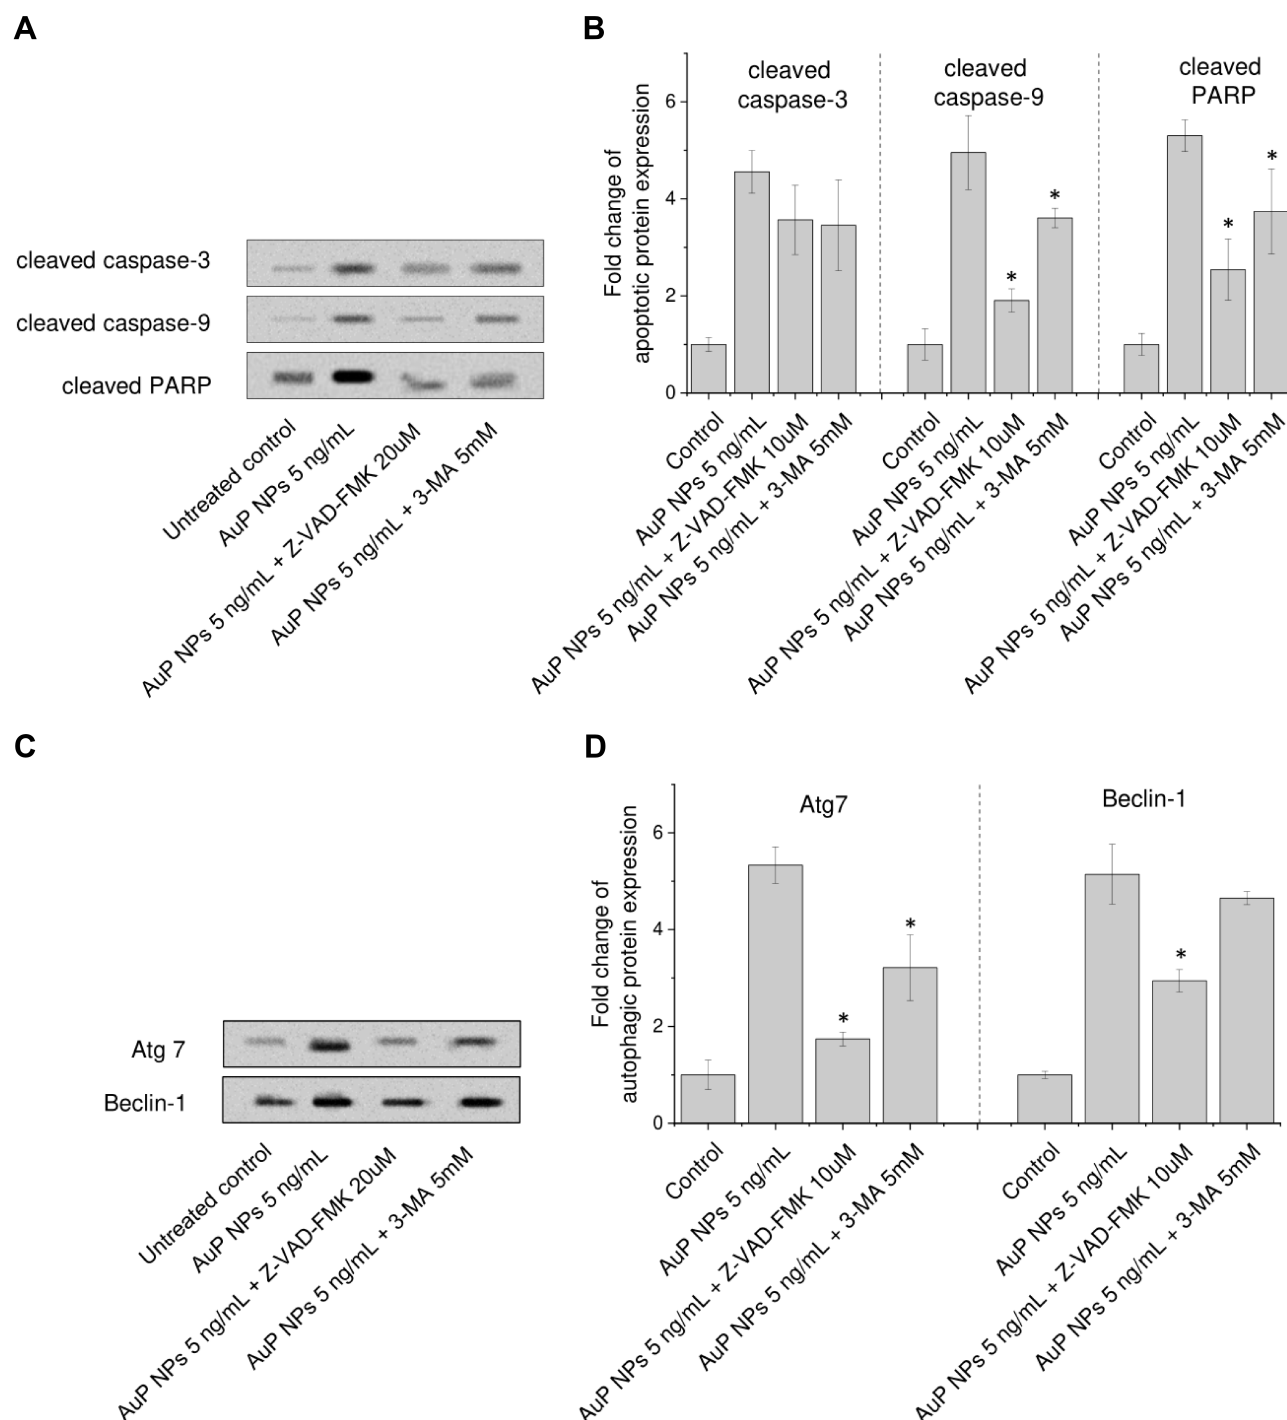 A
cleaved caspase-3
cleaved caspase-9
cleaved PARP
Untreated control
AuP NPs 5 ng/mL
AuP NPs 5 ng/mL + Z-VAD-FMK 20uM
AuP NPs 5 ng/mL + 3-MA 5mM
B
Fold change of
apoptotic protein expression
6
4
2
0
cleaved
caspase-3
cleaved
caspase-9
cleaved
PARP
*
*
*
*
Control
AuP NPs 5 ng/mL
AuP NPs 5 ng/mL + Z-VAD-FMK 10uM
AuP NPs 5 ng/mL + 3-MA 5mM
Control
AuP NPs 5 ng/mL
AuP NPs 5 ng/mL + Z-VAD-FMK 10uM
AuP NPs 5 ng/mL + 3-MA 5mM
Control
AuP NPs 5 ng/mL
AuP NPs 5 ng/mL + Z-VAD-FMK 10uM
AuP NPs 5 ng/mL + 3-MA 5mM
C
Atg 7
Beclin-1
Untreated control
AuP NPs 5 ng/mL
AuP NPs 5 ng/mL + Z-VAD-FMK 20uM
AuP NPs 5 ng/mL + 3-MA 5mM
D
Fold change of
autophagic protein expression
6
4
2
0
Atg7
Beclin-1
*
*
*
Control
AuP NPs 5 ng/mL
AuP NPs 5 ng/mL + Z-VAD-FMK 10uM
AuP NPs 5 ng/mL + 3-MA 5mM
Control
AuP NPs 5 ng/mL
AuP NPs 5 ng/mL + Z-VAD-FMK 10uM
AuP NPs 5 ng/mL + 3-MA 5mM